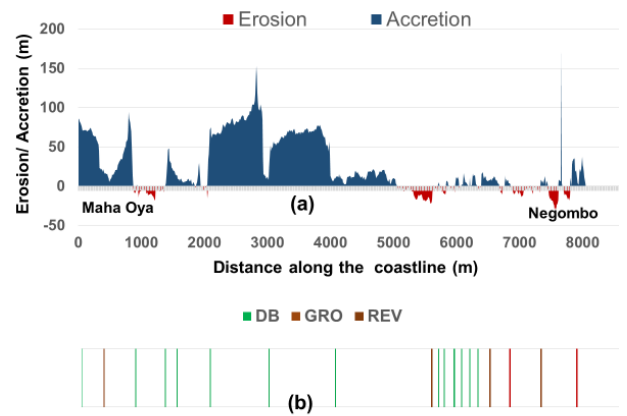 Erosion Accretion
200
150
100
50
0
-50
Erosion/ Accretion (m)
Maha Oya
(a)
Negombo
0 1000 2000 3000 4000 5000 6000 7000 8000
Distance along the coastline (m)
DB GRO REV
(b)